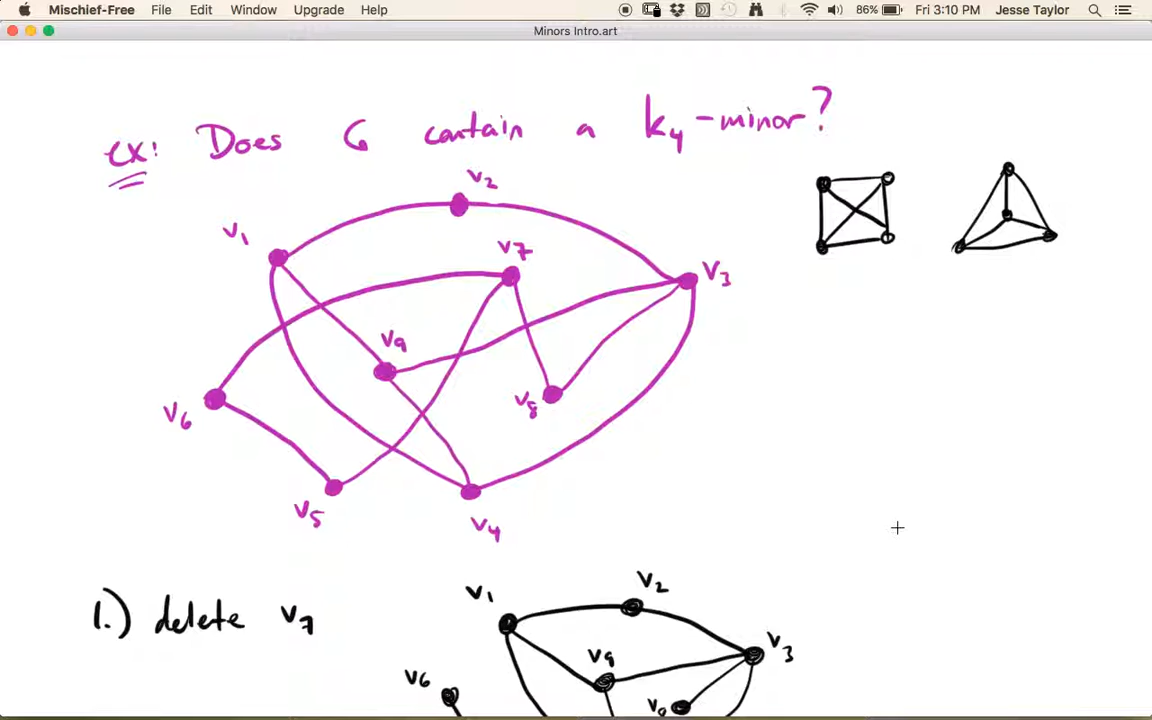 Mischief-Free File Edit Window Upgrade Help 86% Fri 3:10 PM Jesse Taylor
Minors Intro.art
ex: Does G contain a K4-minor?
v2
v1
v7
v3
v9
v8
v6
v5
v4
1.) delete v7
v1
v2
v3
v9
v6
v8